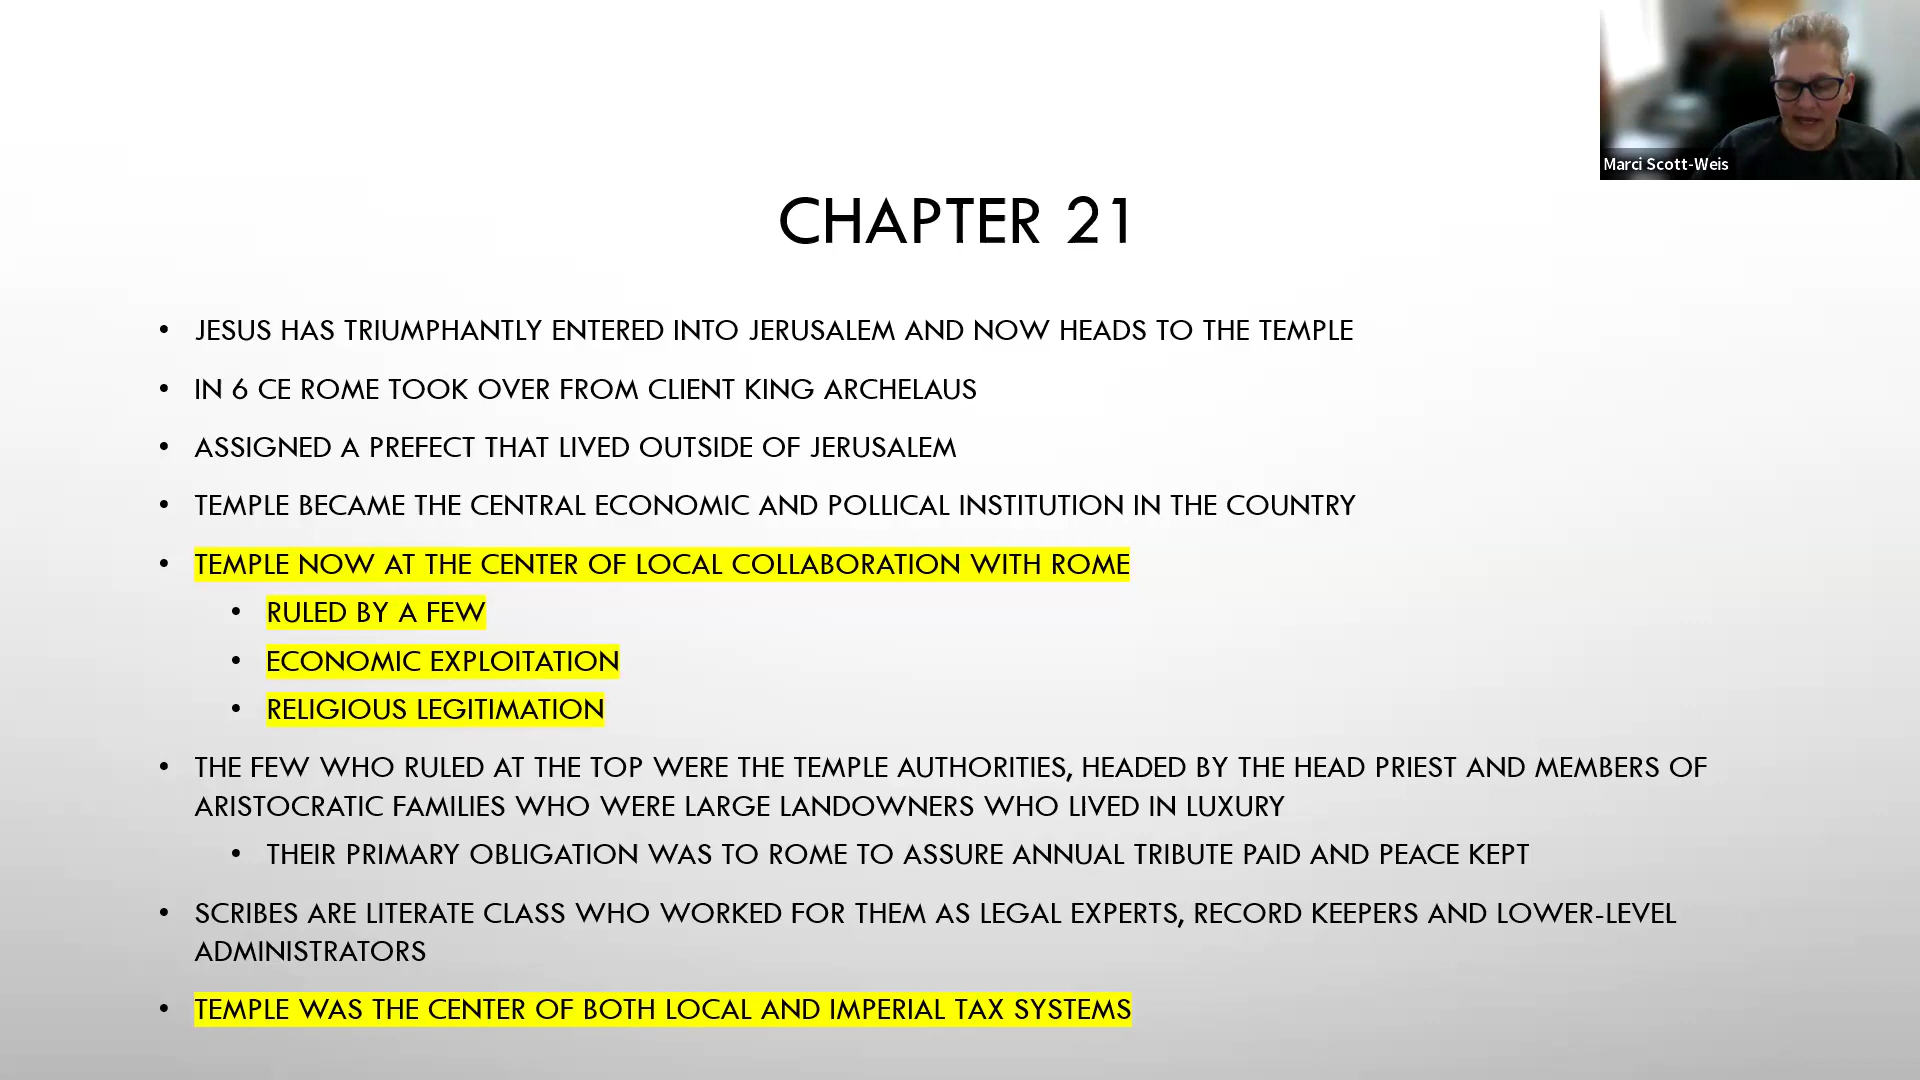 Marci Scott-Weis
CHAPTER 21
• JESUS HAS TRIUMPHANTLY ENTERED INTO JERUSALEM AND NOW HEADS TO THE TEMPLE
• IN 6 CE ROME TOOK OVER FROM CLIENT KING ARCHELAUS
• ASSIGNED A PREFECT THAT LIVED OUTSIDE OF JERUSALEM
• TEMPLE BECAME THE CENTRAL ECONOMIC AND POLLICAL INSTITUTION IN THE COUNTRY
• TEMPLE NOW AT THE CENTER OF LOCAL COLLABORATION WITH ROME
• RULED BY A FEW
• ECONOMIC EXPLOITATION
• RELIGIOUS LEGITIMATION
• THE FEW WHO RULED AT THE TOP WERE THE TEMPLE AUTHORITIES, HEADED BY THE HEAD PRIEST AND MEMBERS OF
ARISTOCRATIC FAMILIES WHO WERE LARGE LANDOWNERS WHO LIVED IN LUXURY
• THEIR PRIMARY OBLIGATION WAS TO ROME TO ASSURE ANNUAL TRIBUTE PAID AND PEACE KEPT
• SCRIBES ARE LITERATE CLASS WHO WORKED FOR THEM AS LEGAL EXPERTS, RECORD KEEPERS AND LOWER-LEVEL
ADMINISTRATORS
• TEMPLE WAS THE CENTER OF BOTH LOCAL AND IMPERIAL TAX SYSTEMS